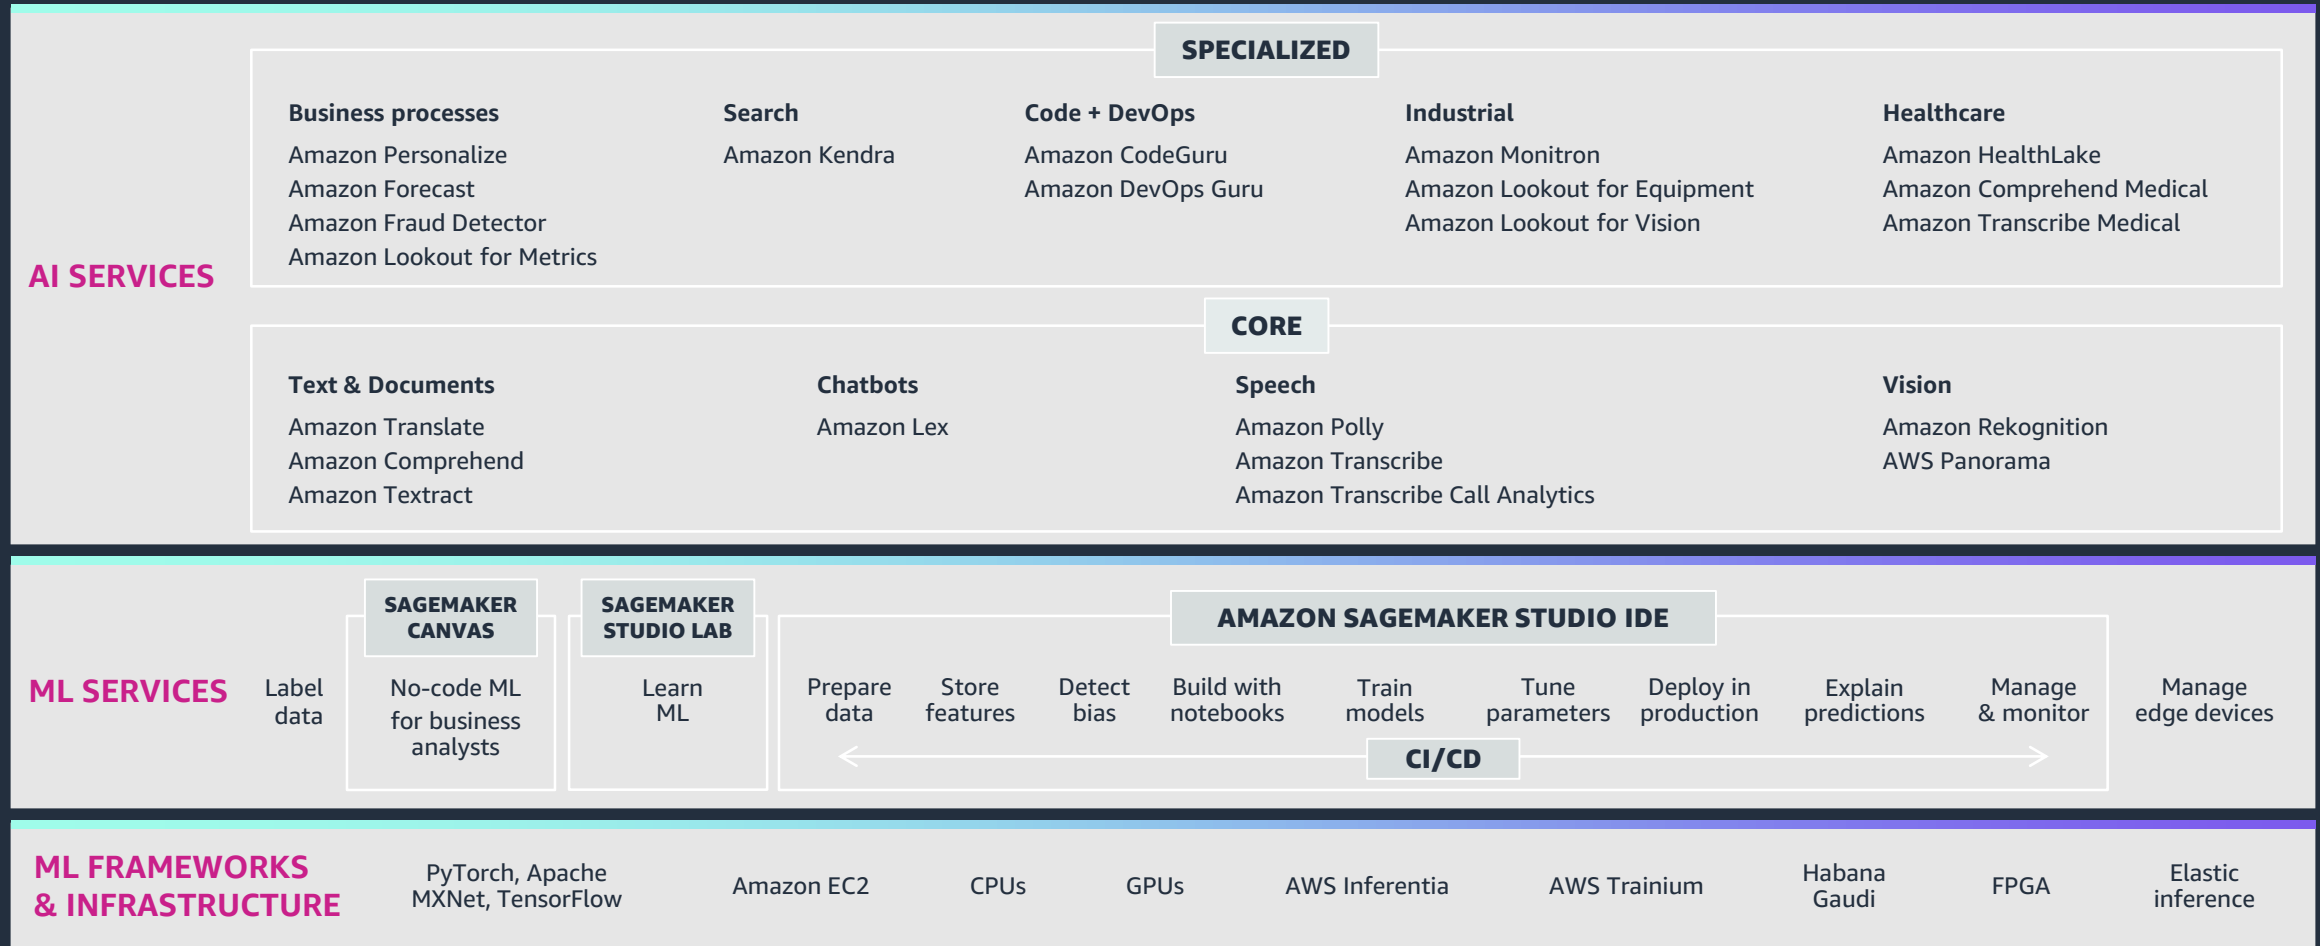 SPECIALIZED
Business processes
Amazon Personalize
Amazon Forecast
Amazon Fraud Detector
Amazon Lookout for Metrics
Search
Amazon Kendra
Code + DevOps
Amazon CodeGuru
Amazon DevOps Guru
Industrial
Amazon Monitron
Amazon Lookout for Equipment
Amazon Lookout for Vision
Healthcare
Amazon HealthLake
Amazon Comprehend Medical
Amazon Transcribe Medical
AI SERVICES
CORE
Text & Documents
Amazon Translate
Amazon Comprehend
Amazon Textract
Chatbots
Amazon Lex
Speech
Amazon Polly
Amazon Transcribe
Amazon Transcribe Call Analytics
Vision
Amazon Rekognition
AWS Panorama
ML SERVICES
Label
data
SAGEMAKER
CANVAS
No-code ML
for business
analysts
SAGEMAKER
STUDIO LAB
Learn
ML
AMAZON SAGEMAKER STUDIO IDE
Prepare
data
Store
features
Detect
bias
Build with
notebooks
Train
models
Tune
parameters
Deploy in
production
Explain
predictions
Manage
& monitor
CI/CD
Manage
edge devices
ML FRAMEWORKS
& INFRASTRUCTURE
PyTorch, Apache
MXNet, TensorFlow
Amazon EC2
CPUs
GPUs
AWS Inferentia
AWS Trainium
Habana
Gaudi
FPGA
Elastic
inference